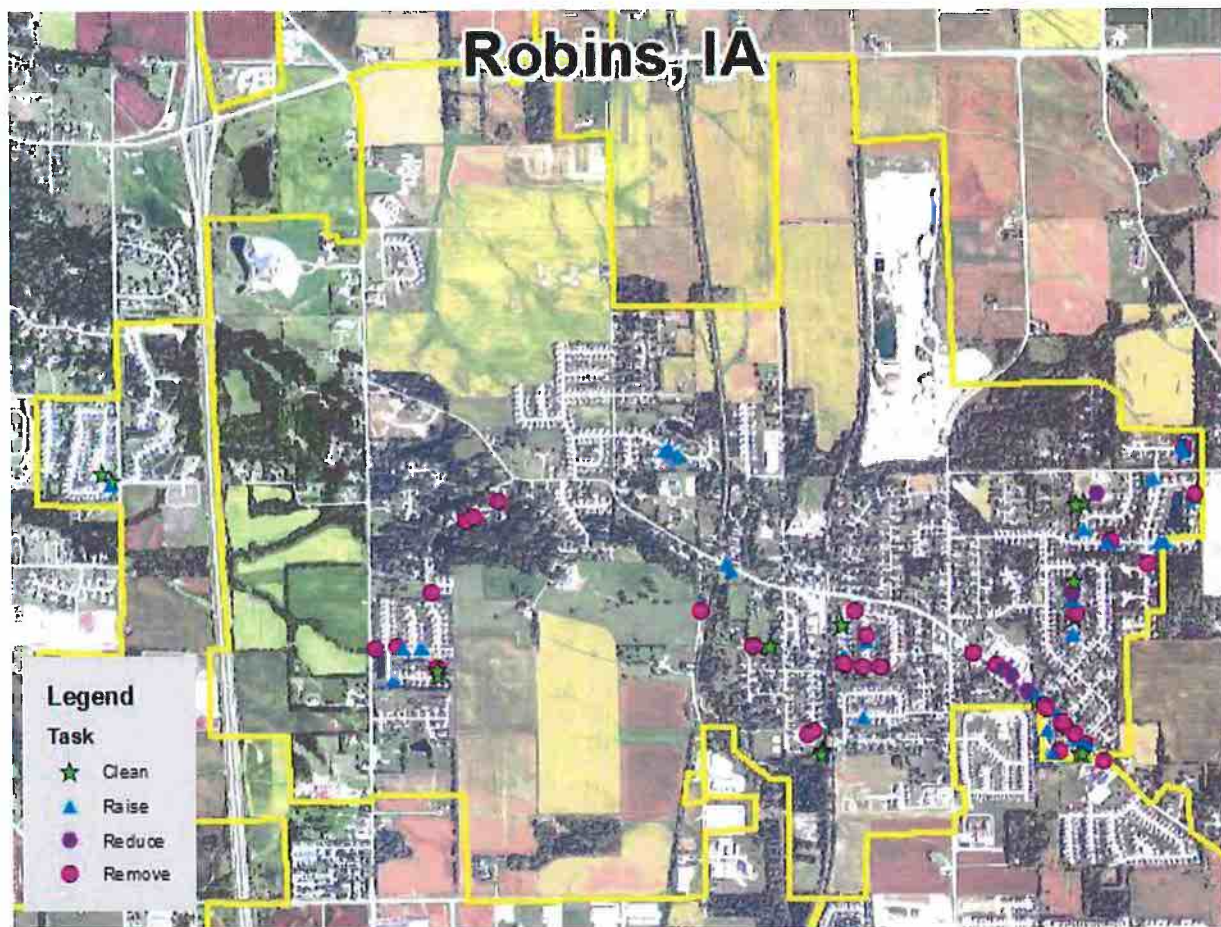 Robins, IA
Legend
Task
Clean
Raise
Reduce
Remove